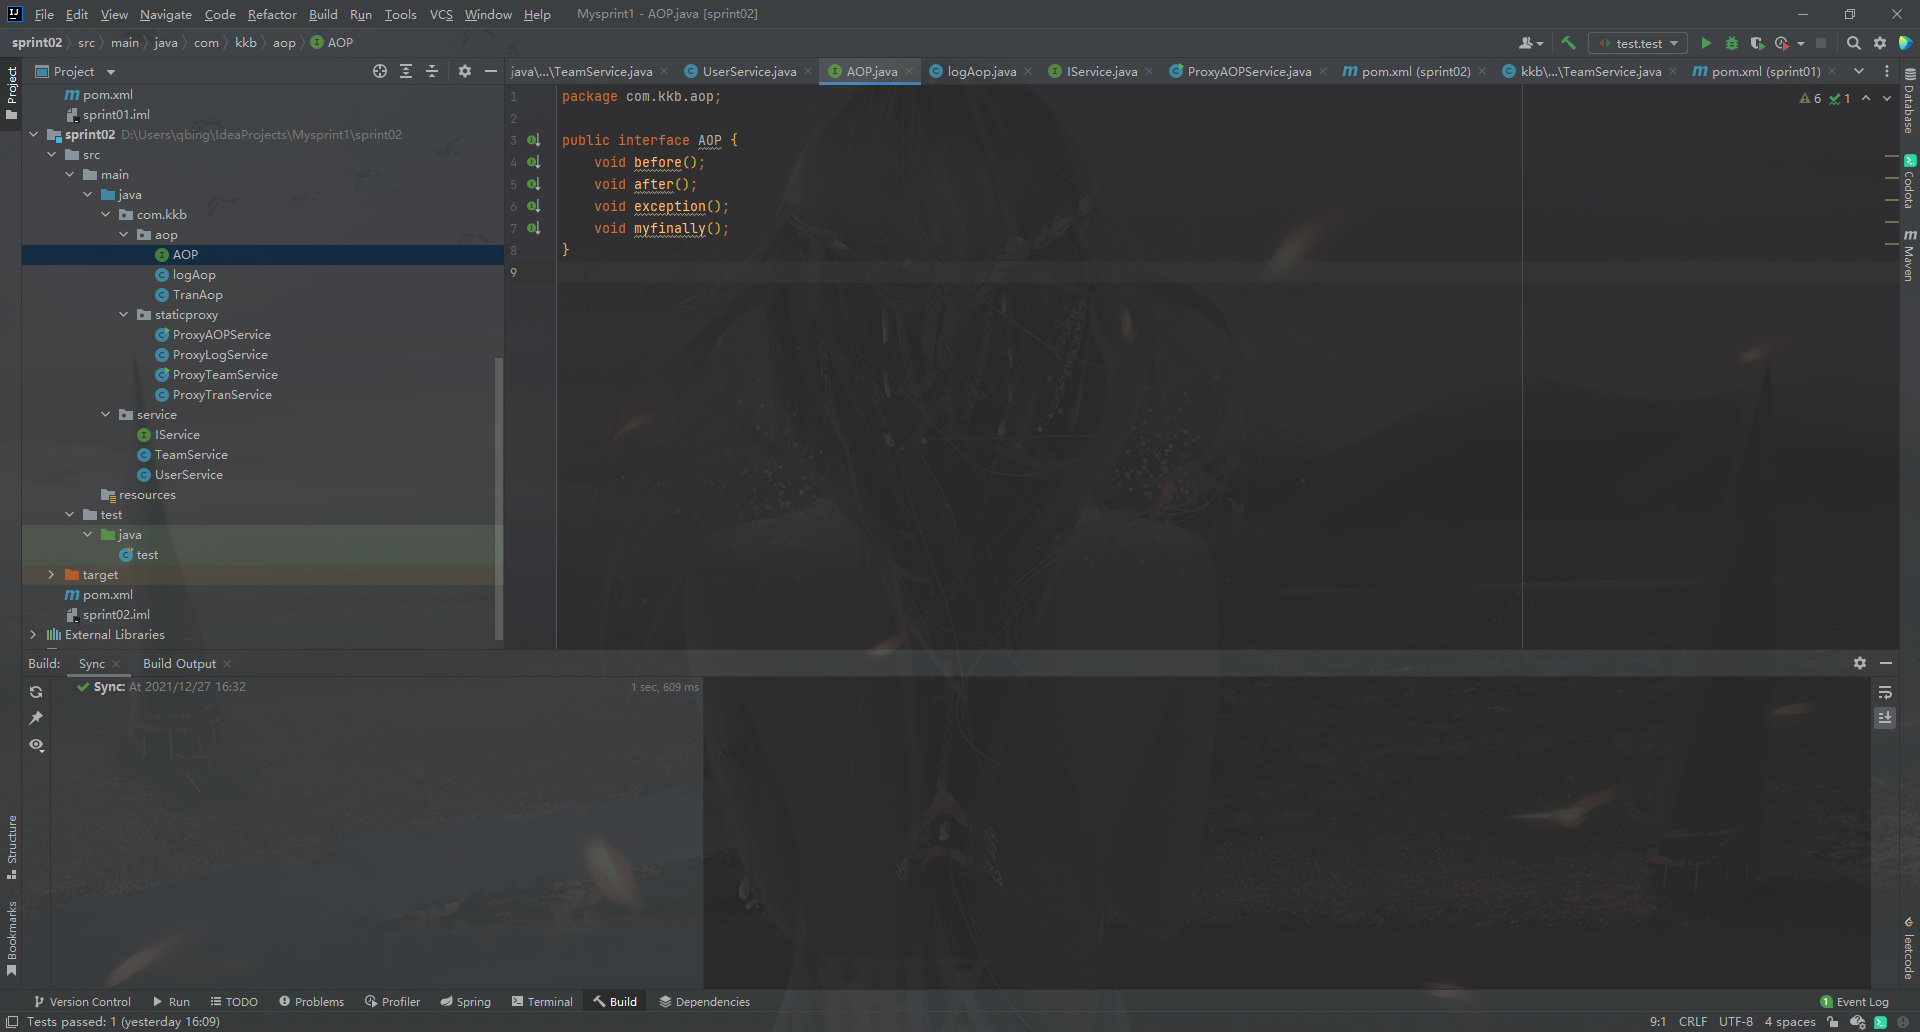 File Edit View Navigate Code Refactor Build Run Tools VCS Window Help Mysprint1 - AOP.java [sprint02]
sprint02 src main java com kkb aop AOP
test.test
Project
java\...\TeamService.java UserService.java AOP.java logAop.java IService.java ProxyAOPService.java pom.xml (sprint02) kkb\...\TeamService.java pom.xml (sprint01)
Project
pom.xml
sprint01.iml
sprint02 D:\Users\qbing\IdeaProjects\Mysprint1\sprint02
src
main
java
com.kkb
aop
AOP
logAop
TranAop
staticproxy
ProxyAOPService
ProxyLogService
ProxyTeamService
ProxyTranService
service
IService
TeamService
UserService
resources
test
java
test
target
pom.xml
sprint02.iml
External Libraries
1 package com.kkb.aop;
2
3 public interface AOP {
4 void before();
5 void after();
6 void exception();
7 void myfinally();
8 }
9
6 1
Database
Codota
Maven
Build: Sync Build Output
Sync: At 2021/12/27 16:32 1 sec, 609 ms
Structure
Bookmarks
leetcode
Version Control Run TODO Problems Profiler Spring Terminal Build Dependencies 1 Event Log
Tests passed: 1 (yesterday 16:09) 9:1 CRLF UTF-8 4 spaces